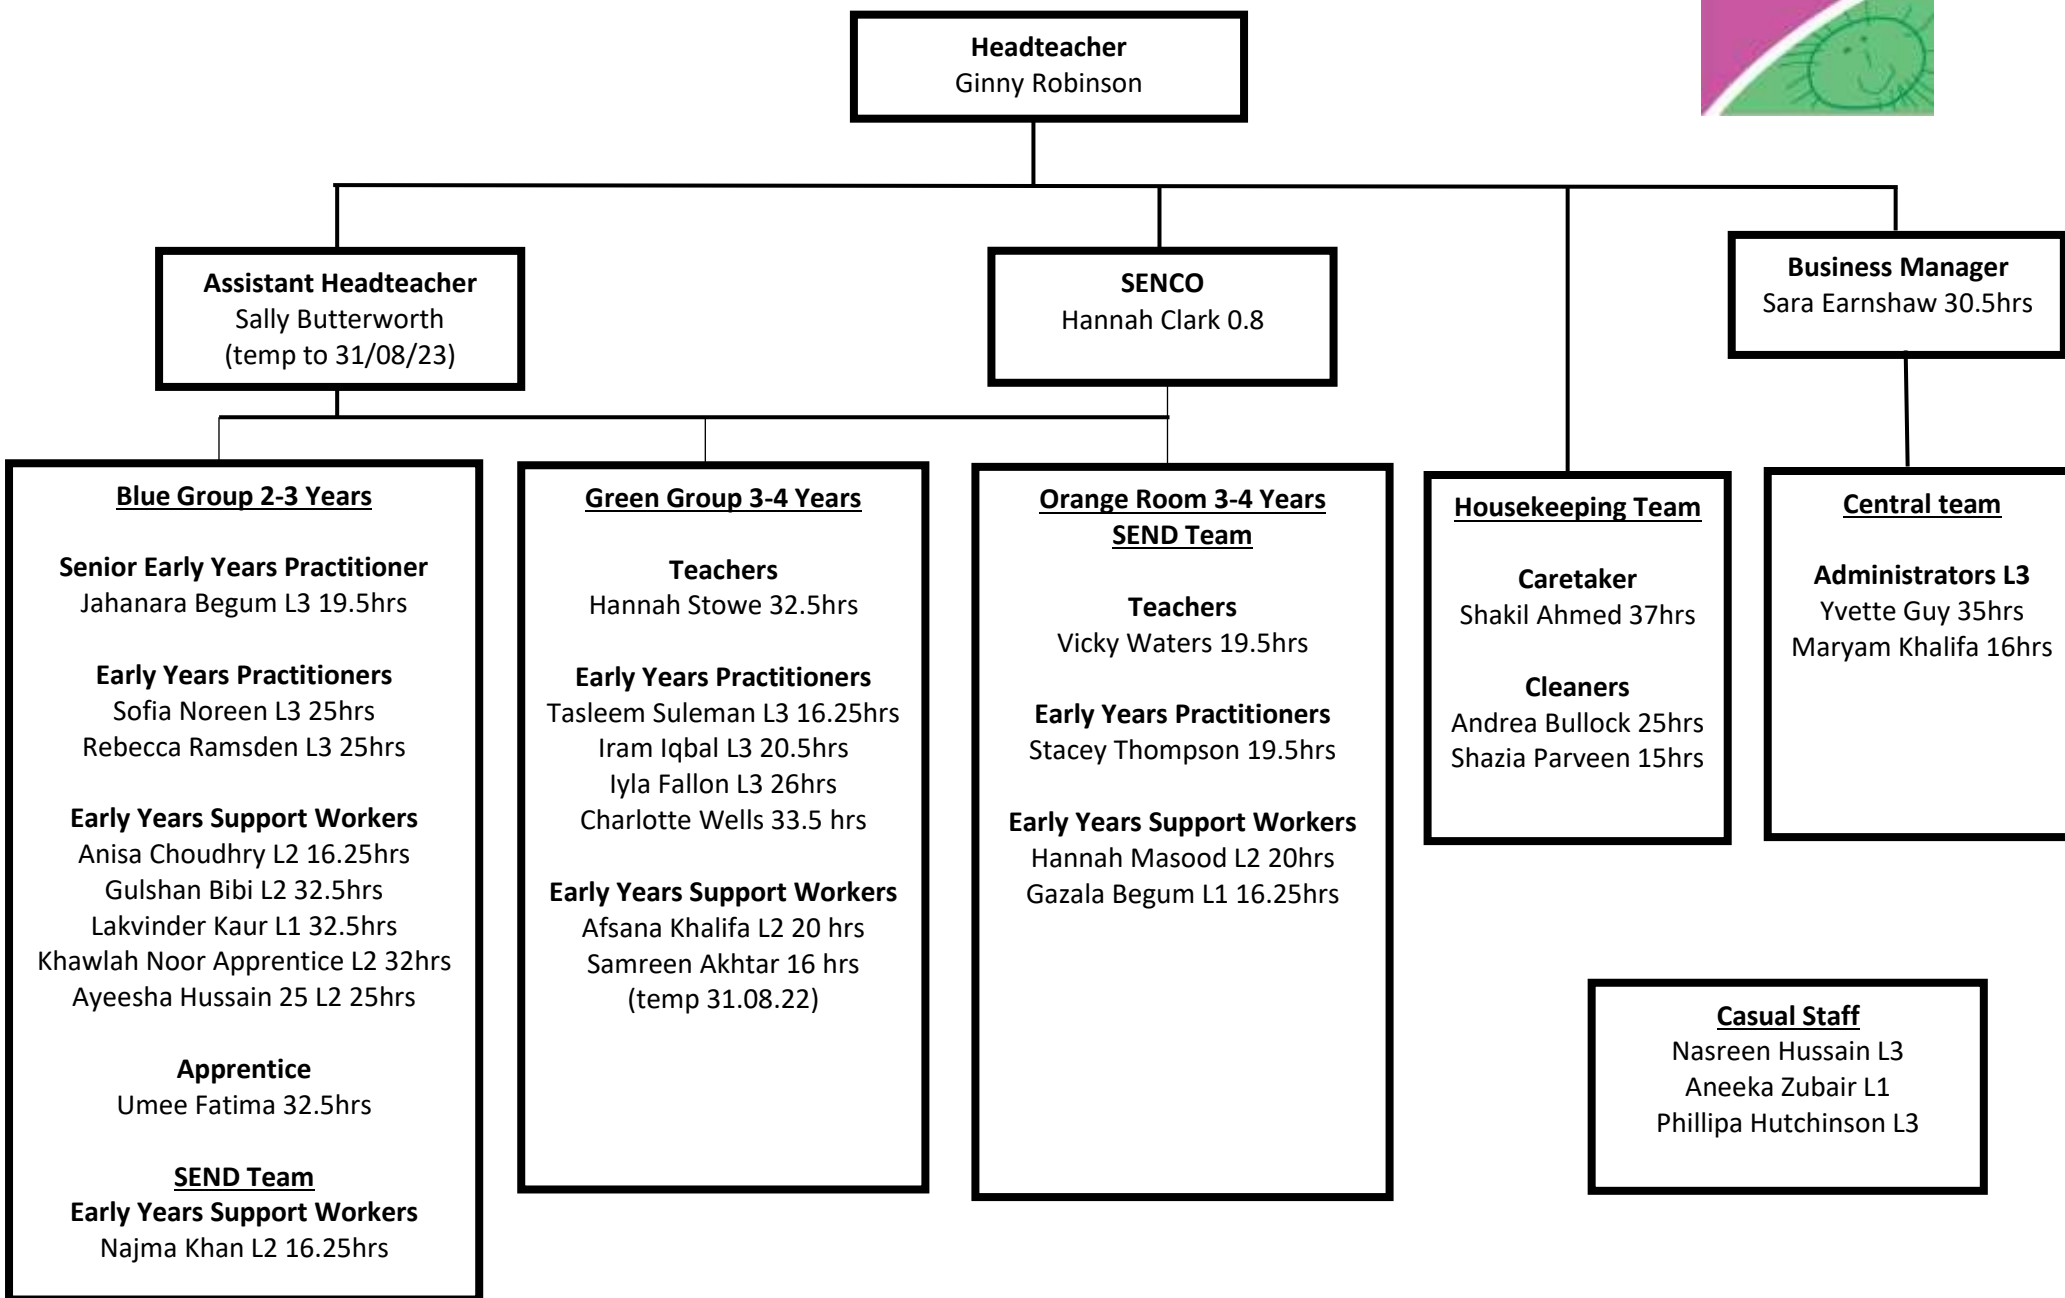 Headteacher
Ginny Robinson
Assistant Headteacher
Sally Butterworth
(temp to 31/08/23)
SENCO
Hannah Clark 0.8
Business Manager
Sara Earnshaw 30.5hrs
Blue Group 2-3 Years
Senior Early Years Practitioner
Jahanara Begum L3 19.5hrs
Early Years Practitioners
Sofia Noreen L3 25hrs
Rebecca Ramsden L3 25hrs
Early Years Support Workers
Anisa Choudhry L2 16.25hrs
Gulshan Bibi L2 32.5hrs
Lakvinder Kaur L1 32.5hrs
Khawlah Noor Apprentice L2 32hrs
Ayeesha Hussain 25 L2 25hrs
Apprentice
Umee Fatima 32.5hrs
SEND Team
Early Years Support Workers
Najma Khan L2 16.25hrs
Green Group 3-4 Years
Teachers
Hannah Stowe 32.5hrs
Early Years Practitioners
Tasleem Suleman L3 16.25hrs
Iram Iqbal L3 20.5hrs
Iyla Fallon L3 26hrs
Charlotte Wells 33.5 hrs
Early Years Support Workers
Afsana Khalifa L2 20 hrs
Samreen Akhtar 16 hrs
(temp 31.08.22)
Orange Room 3-4 Years
SEND Team
Teachers
Vicky Waters 19.5hrs
Early Years Practitioners
Stacey Thompson 19.5hrs
Early Years Support Workers
Hannah Masood L2 20hrs
Gazala Begum L1 16.25hrs
Housekeeping Team
Caretaker
Shakil Ahmed 37hrs
Cleaners
Andrea Bullock 25hrs
Shazia Parveen 15hrs
Central team
Administrators L3
Yvette Guy 35hrs
Maryam Khalifa 16hrs
Casual Staff
Nasreen Hussain L3
Aneeka Zubair L1
Phillipa Hutchinson L3